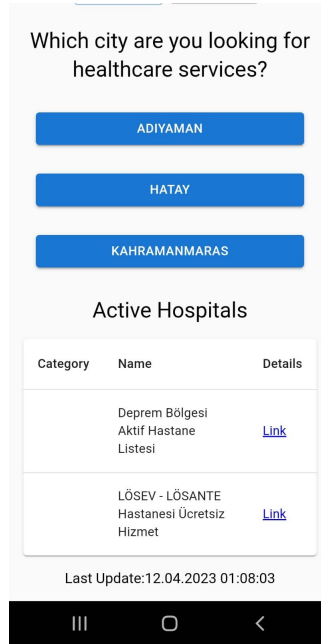 Which city are you looking for
healthcare services?
ADIYAMAN
HATAY
KAHRAMANMARAS
Active Hospitals
Category Name Details
Deprem Bölgesi
Aktif Hastane Link
Listesi
LÖSEV - LÖSANTE
Hastanesi Ücretsiz Link
Hizmet
Last Update:12.04.2023 01:08:03